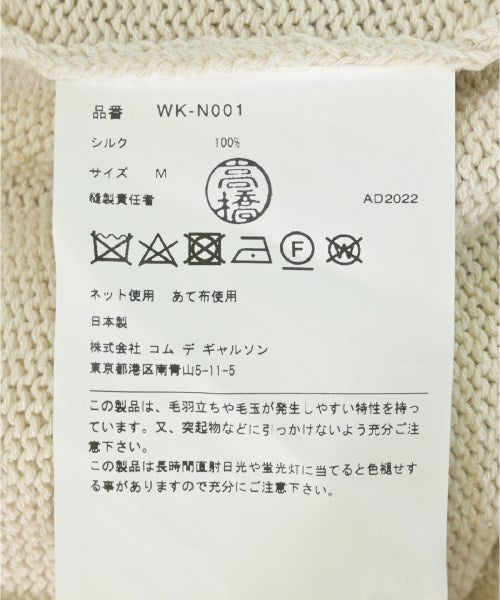 品番 WK-N001
シルク 100%
サイズ M
縫製責任者 髙橋 AD2022
F W
ネット使用 あて布使用
日本製
株式会社 コム デ ギャルソン
東京都港区南青山5-11-5
この製品は、毛羽立ちや毛玉が発生しやすい特性を持っ
ています。又、突起物などに引っかけないよう充分ご注
意下さい。
この製品は長時間直射日光や蛍光灯に当てると色褪せす
る事がありますので充分にご注意下さい。